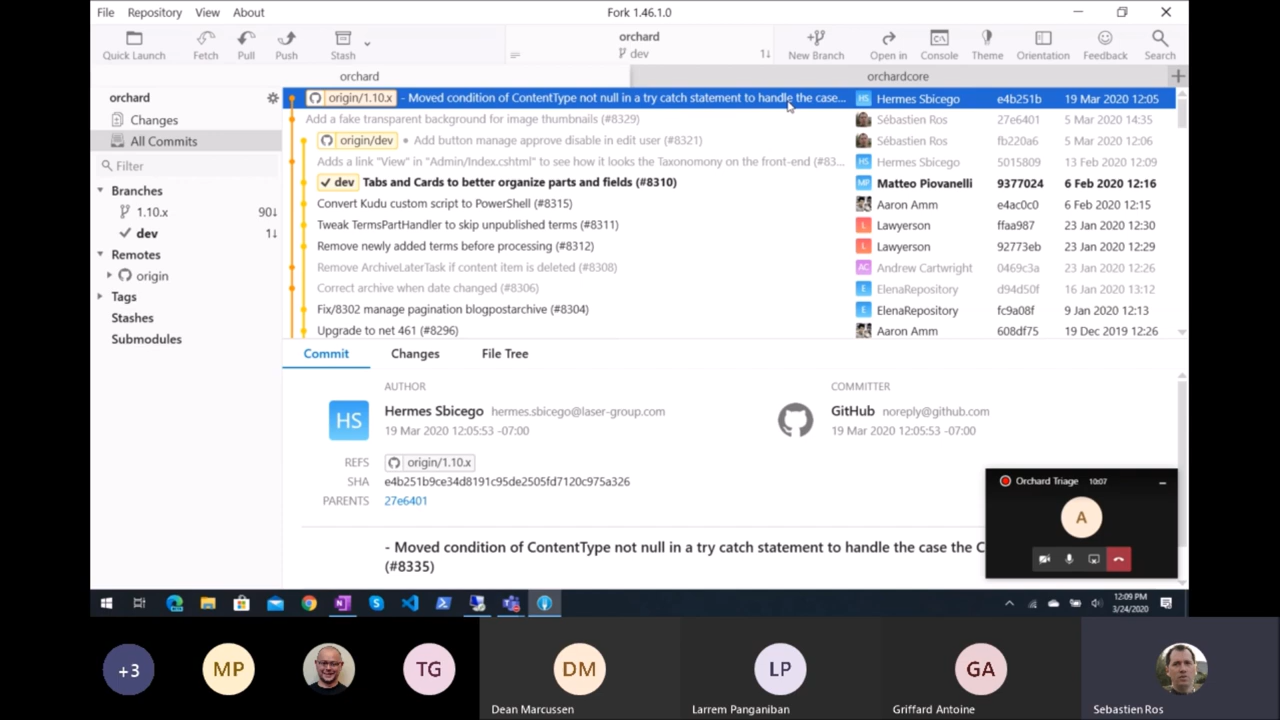 File Repository View About Fork 1.46.1.0
Quick Launch Fetch Pull Push Stash orchard dev 1↓ New Branch Open in Console Theme Orientation Feedback Search
orchard orchardcore
orchard
Changes
All Commits
Filter
Branches
1.10.x 90↓
dev 1↓
Remotes
origin
Tags
Stashes
Submodules
origin/1.10.x - Moved condition of ContentType not null in a try catch statement to handle the case... HS Hermes Sbicego e4b251b 19 Mar 2020 12:05
Add a fake transparent background for image thumbnails (#8329) Sébastien Ros 27e6401 5 Mar 2020 14:35
origin/dev Add button manage approve disable in edit user (#8321) Sébastien Ros fb220a6 5 Mar 2020 12:06
Adds a link "View" in "Admin/Index.cshtml" to see how it looks the Taxonomomy on the front-end (#83... HS Hermes Sbicego 5015809 13 Feb 2020 12:09
dev Tabs and Cards to better organize parts and fields (#8310) MP Matteo Piovanelli 9377024 6 Feb 2020 12:16
Convert Kudu custom script to PowerShell (#8315) Aaron Amm e4ac0c0 6 Feb 2020 12:15
Tweak TermsPartHandler to skip unpublished terms (#8311) L Lawyerson ffaa987 23 Jan 2020 12:30
Remove newly added terms before processing (#8312) L Lawyerson 92773eb 23 Jan 2020 12:29
Remove ArchiveLaterTask if content item is deleted (#8308) AC Andrew Cartwright 0469c3a 23 Jan 2020 12:26
Correct archive when date changed (#8306) E ElenaRepository d94d50f 16 Jan 2020 13:12
Fix/8302 manage pagination blogpostarchive (#8304) E ElenaRepository fc9a08f 9 Jan 2020 12:13
Upgrade to net 461 (#8296) Aaron Amm 608df75 19 Dec 2019 12:26
Commit Changes File Tree
AUTHOR COMMITTER
HS Hermes Sbicego hermes.sbicego@laser-group.com GitHub noreply@github.com
19 Mar 2020 12:05:53 -07:00 19 Mar 2020 12:05:53 -07:00
REFS origin/1.10.x
SHA e4b251b9ce34d8191c95de2505fd7120c975a326
PARENTS 27e6401
- Moved condition of ContentType not null in a try catch statement to handle the case the C
(#8335)
Orchard Triage 10:07
A
12:09 PM
3/24/2020
+3 MP TG DM LP GA
Dean Marcussen Larrem Panganiban Griffard Antoine Sebastien Ros